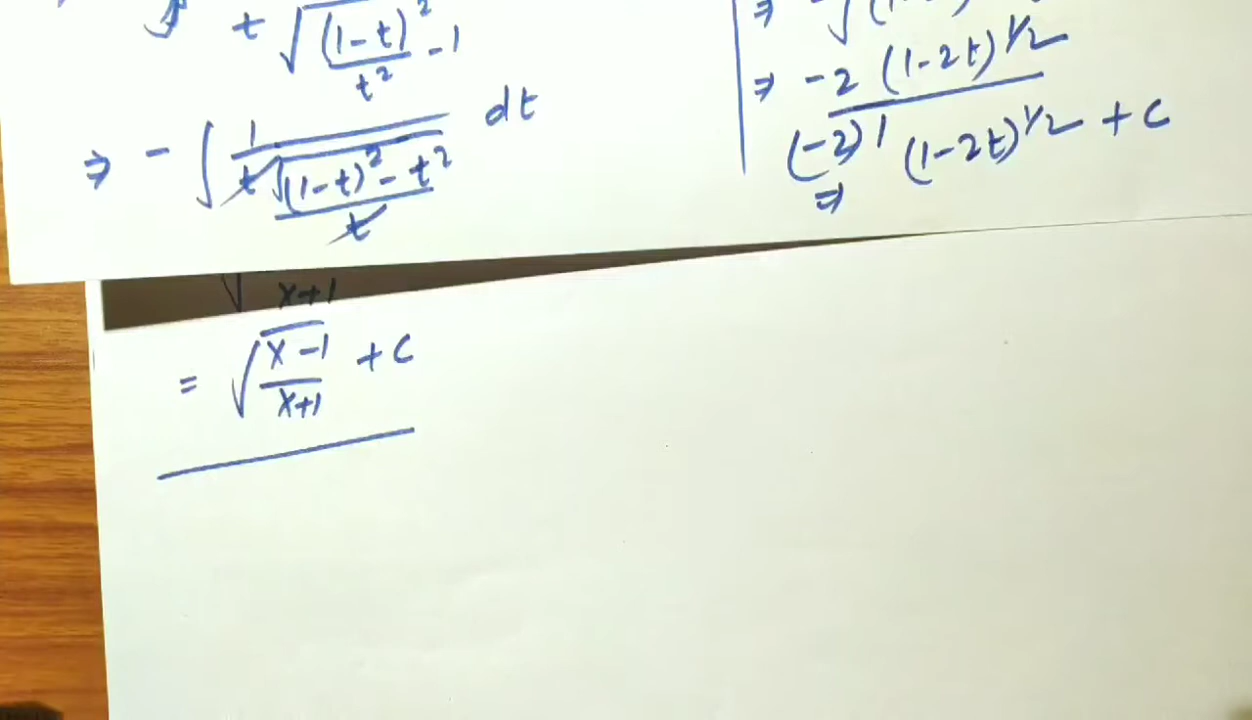 t √((1-t)²/t² - 1)
⇒ - ∫ 1/(t √((1-t)² - t²)/t) dt
⇒ -2 (1-2t)^1/2
(-2)1 (1-2t)^1/2 + C
⇒
x+1
= √((x-1)/(x+1)) + C